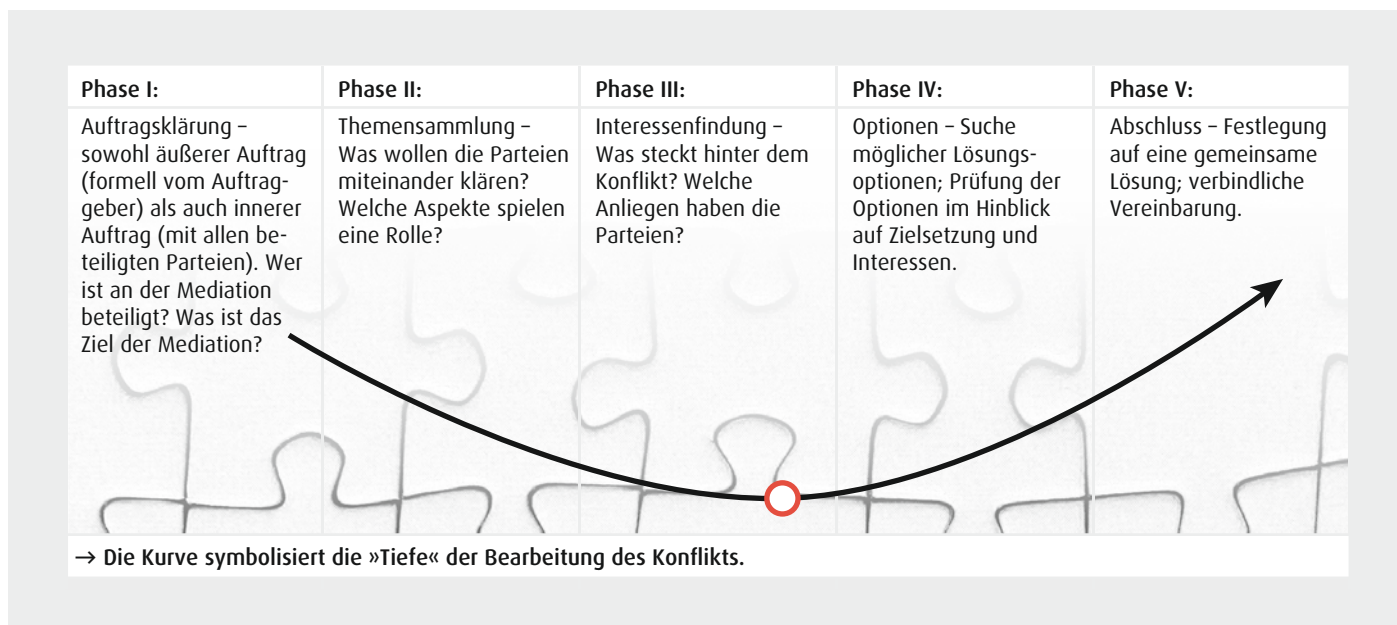 Phase I:
Auftragsklärung –
sowohl äußerer Auftrag
(formell vom Auftrag-
geber) als auch innerer
Auftrag (mit allen be-
teiligten Parteien). Wer
ist an der Mediation
beteiligt? Was ist das
Ziel der Mediation?
Phase II:
Themensammlung –
Was wollen die Parteien
miteinander klären?
Welche Aspekte spielen
eine Rolle?
Phase III:
Interessenfindung –
Was steckt hinter dem
Konflikt? Welche
Anliegen haben die
Parteien?
Phase IV:
Optionen – Suche
möglicher Lösungs-
optionen; Prüfung der
Optionen im Hinblick
auf Zielsetzung und
Interessen.
Phase V:
Abschluss – Festlegung
auf eine gemeinsame
Lösung; verbindliche
Vereinbarung.
→ Die Kurve symbolisiert die »Tiefe« der Bearbeitung des Konflikts.